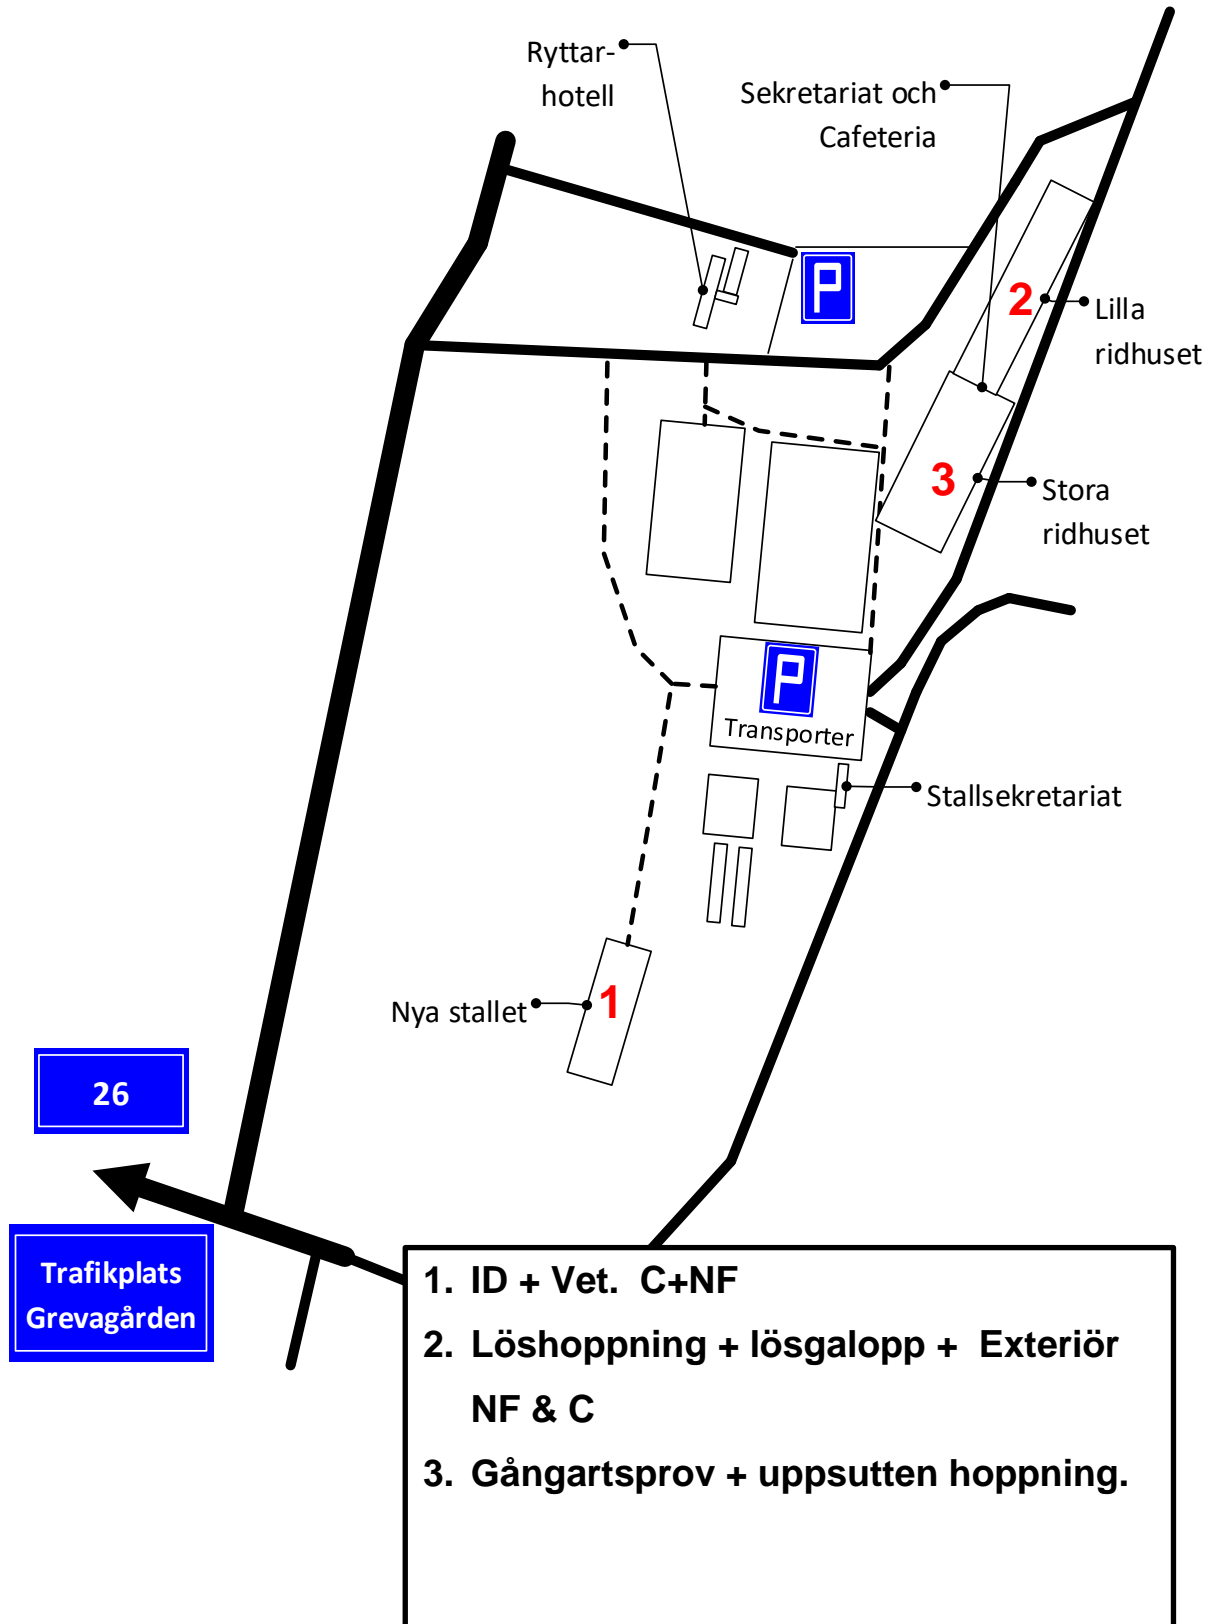 Ryttar-
hotell
Sekretariat och
Cafeteria
P
2
Lilla
ridhuset
3
Stora
ridhuset
P
Transporter
Stallsekretariat
Nya stallet
1
26
Trafikplats
Grevagården
1. ID + Vet. C+NF
2. Löshoppning + lösgalopp + Exteriör
NF & C
3. Gångartsprov + uppsutten hoppning.